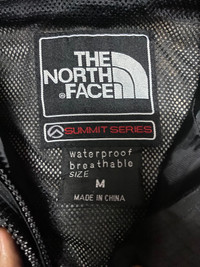 THE
NORTH
FACE
SUMMIT SERIES
waterproof
breathable
SIZE
M
MADE IN CHINA